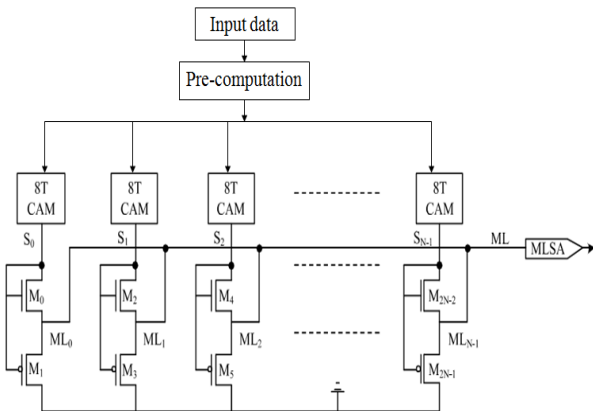 Input data
Pre-computation
8T CAM
8T CAM
8T CAM
8T CAM
S0
S1
S2
SN-1
ML
MLSA
M0
M2
M4
M2N-2
ML0
ML1
ML2
MLN-1
M1
M3
M5
M2N-1